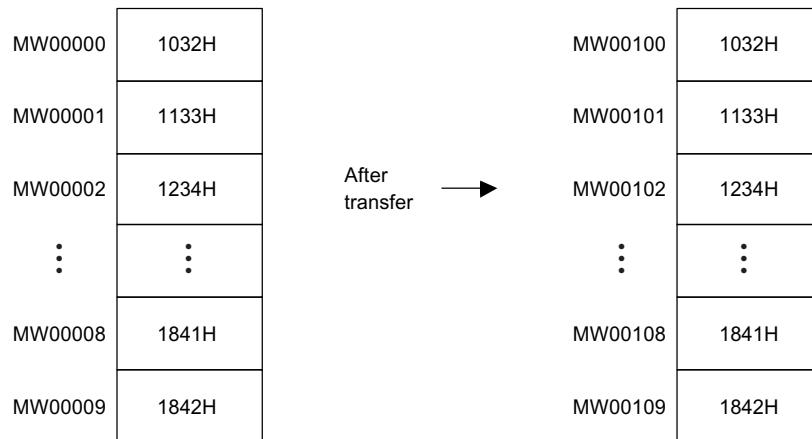 MW00000 1032H MW00100 1032H
MW00001 1133H MW00101 1133H
MW00002 1234H After transfer MW00102 1234H
MW00008 1841H MW00108 1841H
MW00009 1842H MW00109 1842H